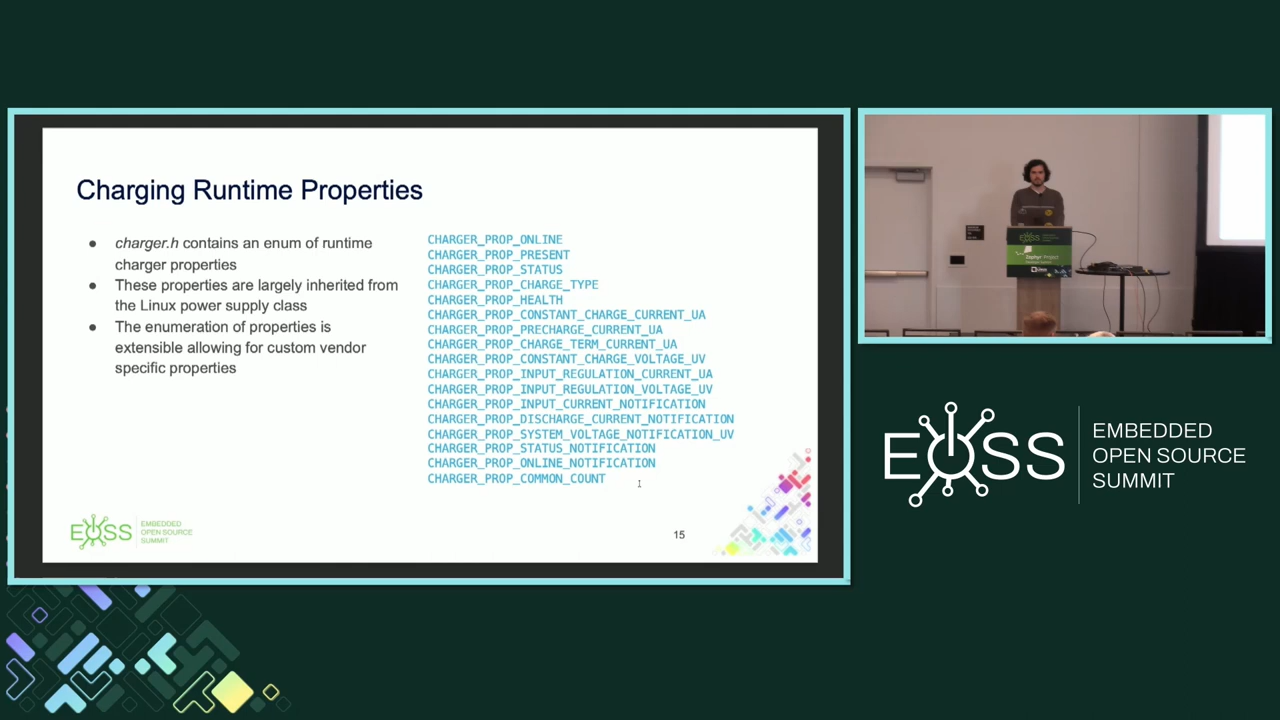 Charging Runtime Properties
● charger.h contains an enum of runtime
charger properties
● These properties are largely inherited from
the Linux power supply class
● The enumeration of properties is
extensible allowing for custom vendor
specific properties
CHARGER_PROP_ONLINE
CHARGER_PROP_PRESENT
CHARGER_PROP_STATUS
CHARGER_PROP_CHARGE_TYPE
CHARGER_PROP_HEALTH
CHARGER_PROP_CONSTANT_CHARGE_CURRENT_UA
CHARGER_PROP_PRECHARGE_CURRENT_UA
CHARGER_PROP_CHARGE_TERM_CURRENT_UA
CHARGER_PROP_CONSTANT_CHARGE_VOLTAGE_UV
CHARGER_PROP_INPUT_REGULATION_CURRENT_UA
CHARGER_PROP_INPUT_REGULATION_VOLTAGE_UV
CHARGER_PROP_INPUT_CURRENT_NOTIFICATION
CHARGER_PROP_DISCHARGE_CURRENT_NOTIFICATION
CHARGER_PROP_SYSTEM_VOLTAGE_NOTIFICATION_UV
CHARGER_PROP_STATUS_NOTIFICATION
CHARGER_PROP_ONLINE_NOTIFICATION
CHARGER_PROP_COMMON_COUNT
EOSS
EMBEDDED
OPEN SOURCE
SUMMIT
15
Zephyr Project
EOSS
EMBEDDED
OPEN SOURCE
SUMMIT